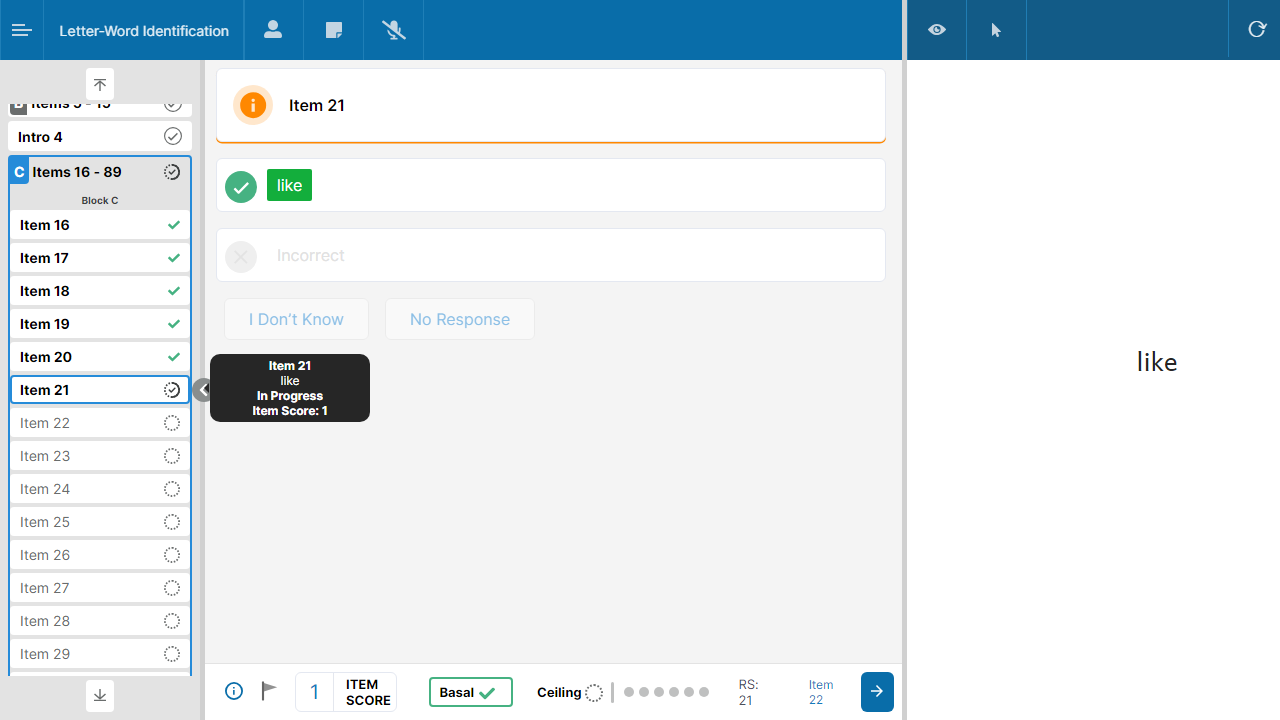 Letter-Word Identification
Items 5 - 15
Intro 4
C Items 16 - 89
Block C
Item 16
Item 17
Item 18
Item 19
Item 20
Item 21
Item 22
Item 23
Item 24
Item 25
Item 26
Item 27
Item 28
Item 29
Item 21
like
Incorrect
I Don't Know
No Response
Item 21
like
In Progress
Item Score: 1
1 ITEM SCORE
Basal
Ceiling
RS: 21
Item 22
like